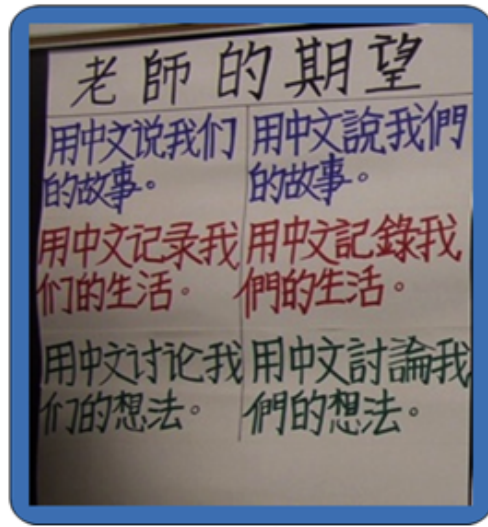 老師的期望
用中文说我们
的故事。
用中文記录我
们的生活。
用中文讨论我
们的想法。
用中文說我們
的故事。
用中文記錄我
們的生活。
用中文討論我
們的想法。